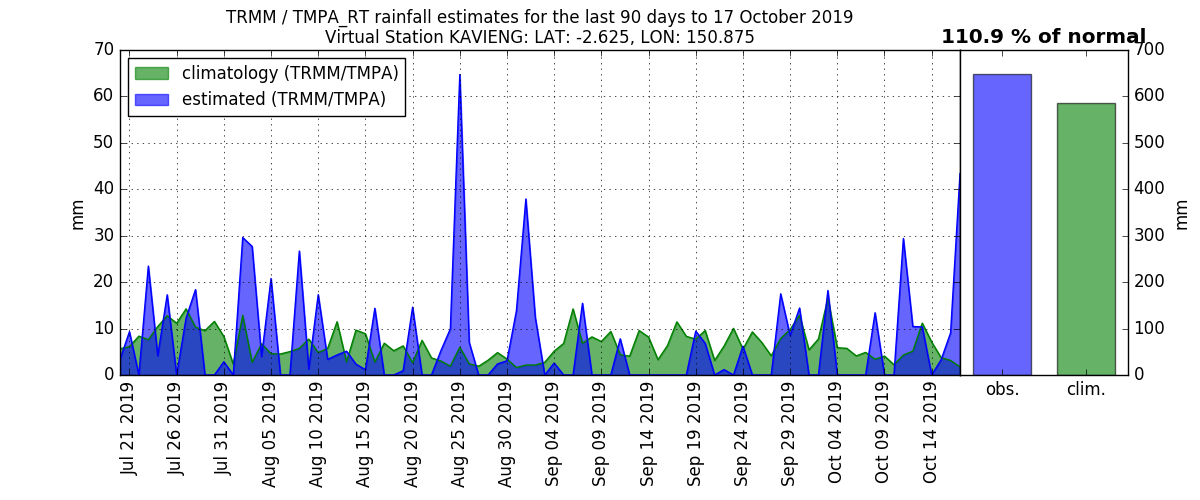 TRMM / TMPA_RT rainfall estimates for the last 90 days to 17 October 2019
Virtual Station KAVIENG: LAT: -2.625, LON: 150.875
110.9 % of normal
climatology (TRMM/TMPA)
estimated (TRMM/TMPA)
70
60
50
40
30
20
10
0
mm
Jul 21 2019
Jul 26 2019
Jul 31 2019
Aug 05 2019
Aug 10 2019
Aug 15 2019
Aug 20 2019
Aug 25 2019
Aug 30 2019
Sep 04 2019
Sep 09 2019
Sep 14 2019
Sep 19 2019
Sep 24 2019
Sep 29 2019
Oct 04 2019
Oct 09 2019
Oct 14 2019
obs.
clim.
700
600
500
400
300
200
100
0
mm